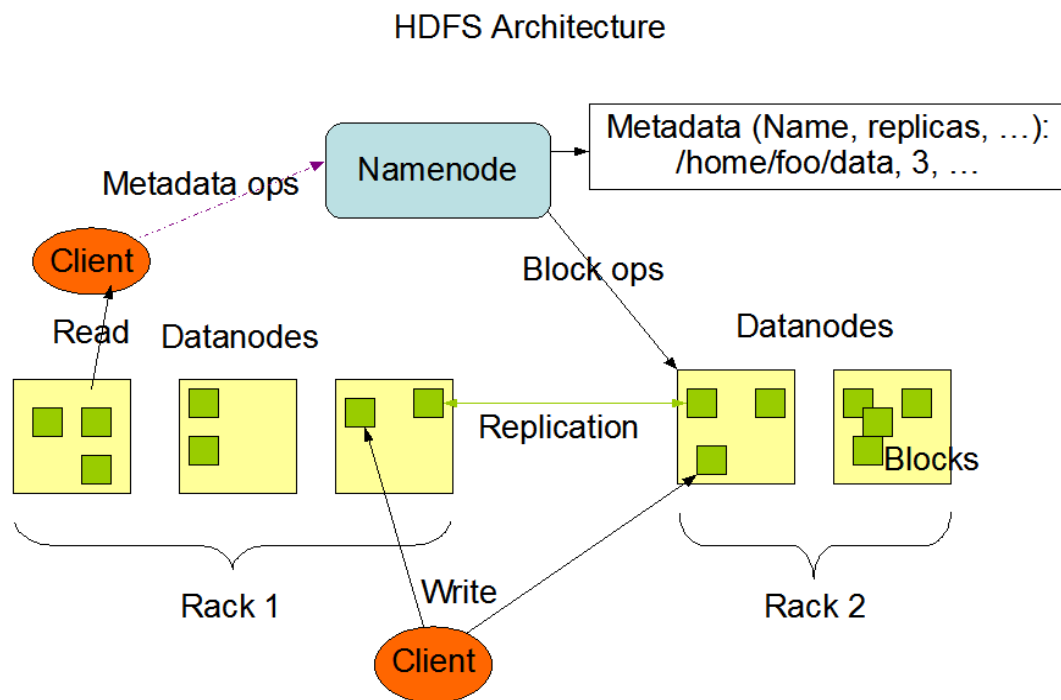 HDFS Architecture
Metadata (Name, replicas, …):
/home/foo/data, 3, …
Namenode
Metadata ops
Client
Block ops
Read
Datanodes
Datanodes
Replication
Blocks
Rack 1
Write
Rack 2
Client